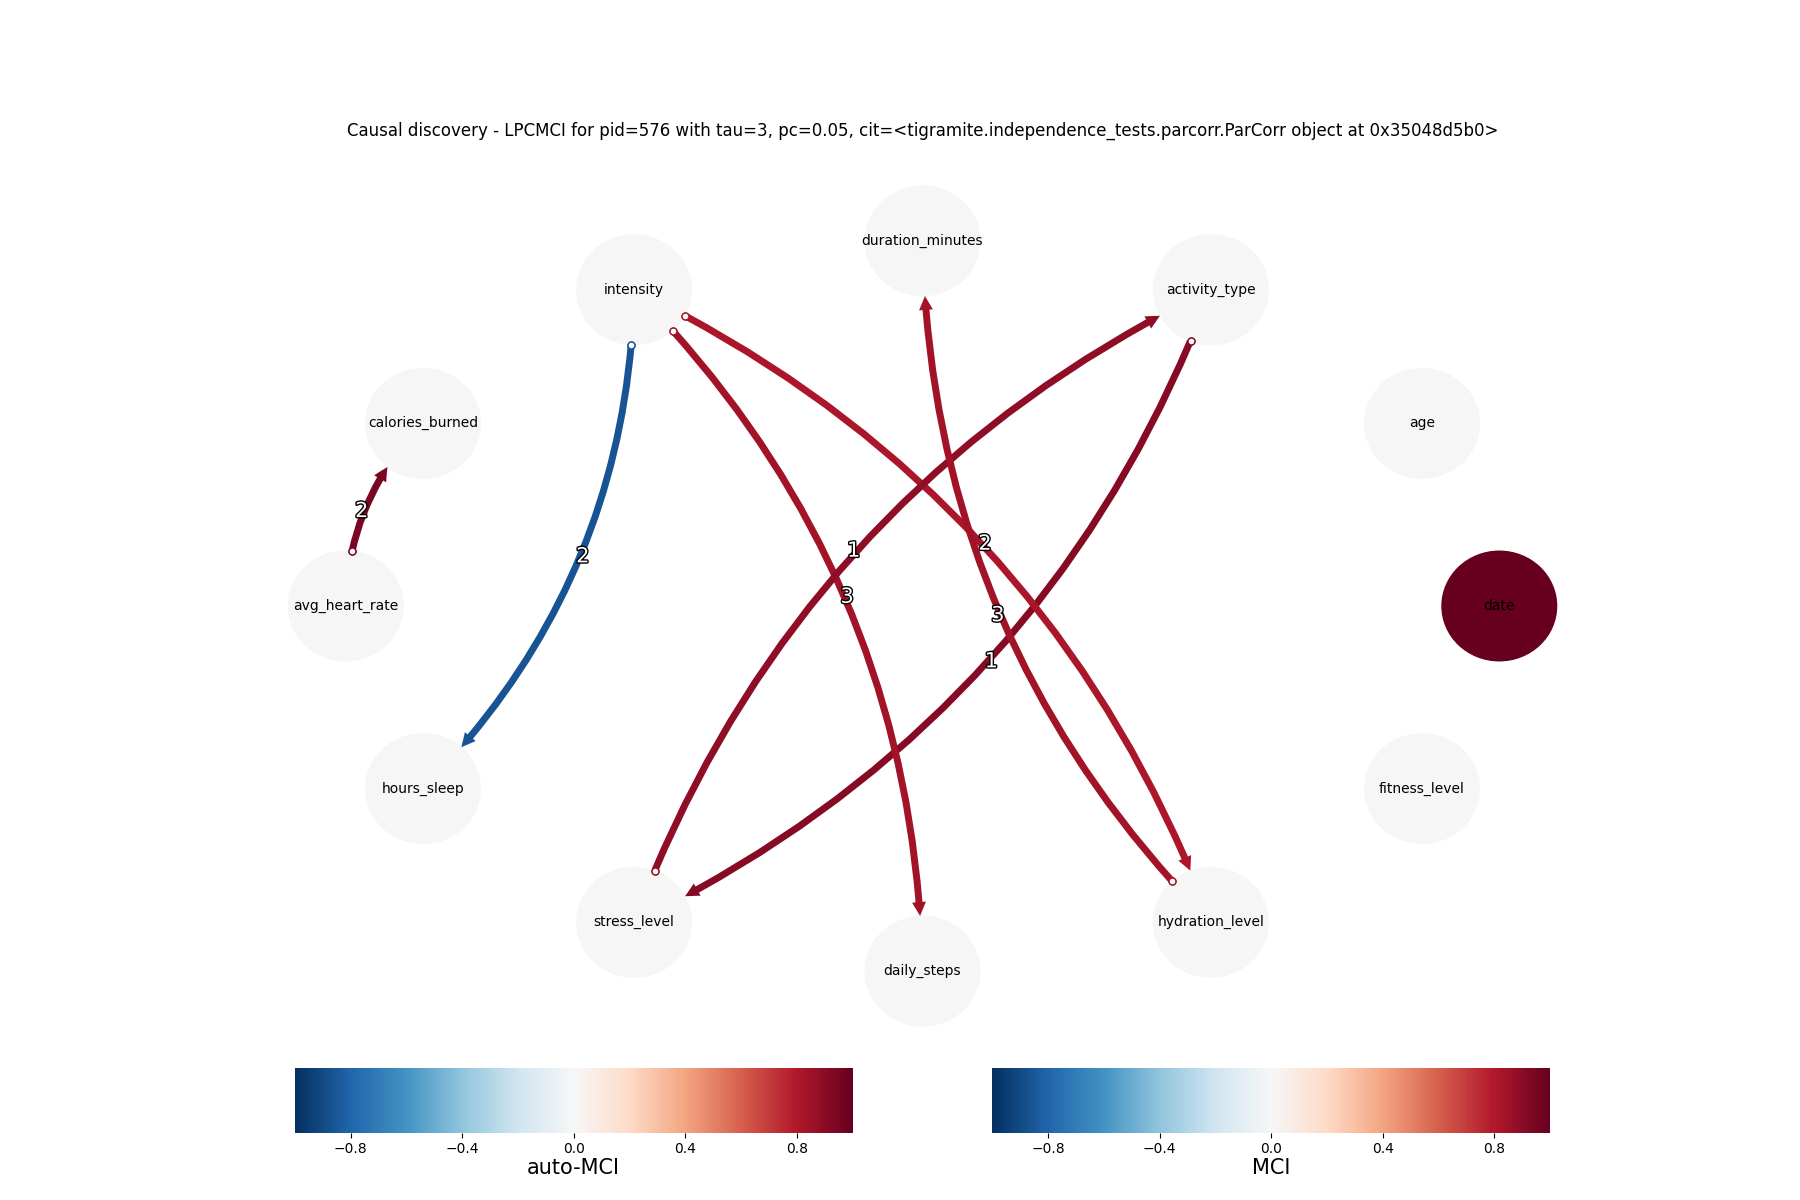 Causal discovery - LPCMCI for pid=576 with tau=3, pc=0.05, cit=<tigramite.independence_tests.parcorr.ParCorr object at 0x35048d5b0>
duration_minutes
intensity
activity_type
calories_burned
age
2
2
1
2
3
avg_heart_rate
date
3
1
hours_sleep
fitness_level
stress_level
hydration_level
daily_steps
−0.8 −0.4 0.0 0.4 0.8
auto-MCI
−0.8 −0.4 0.0 0.4 0.8
MCI